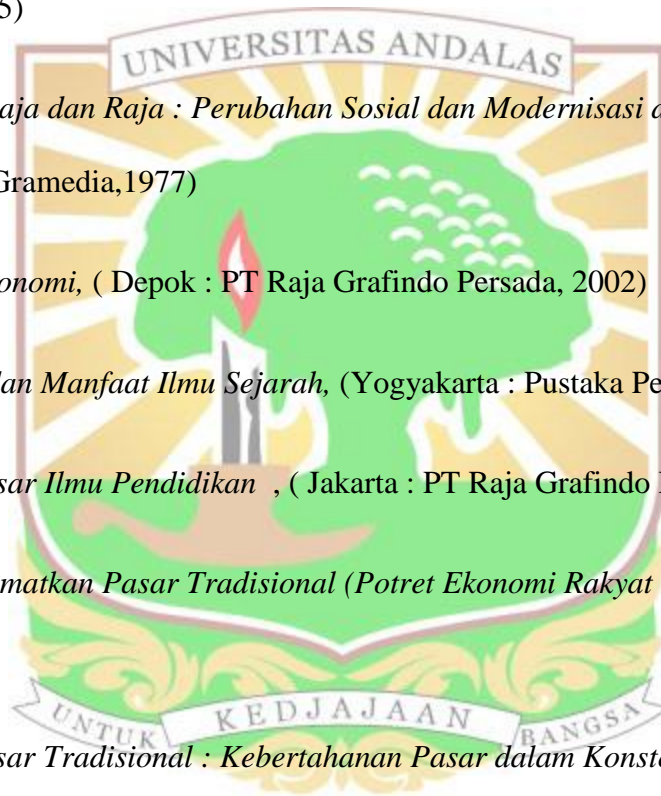 5)
UNIVERSITAS ANDALAS
aja dan Raja : Perubahan Sosial dan Modernisasi
Gramedia,1977)
onomi, ( Depok : PT Raja Grafindo Persada, 2002)
dan Manfaat Ilmu Sejarah, (Yogyakarta : Pustaka Pe
sar Ilmu Pendidikan , ( Jakarta : PT Raja Grafindo
matkan Pasar Tradisional (Potret Ekonomi Rakyat
UNTUK KEDJAJAAN BANGSA
sar Tradisional : Kebertahanan Pasar dalam Konste